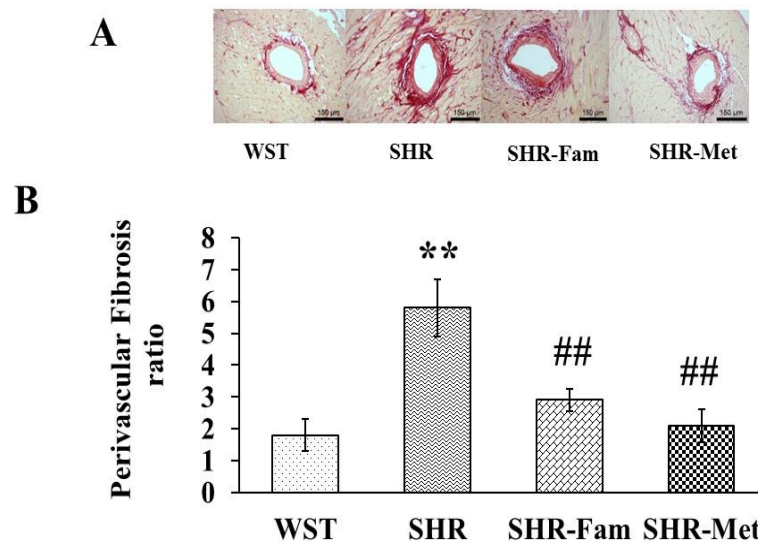 A
150 µm 150 µm 150 µm 150 µm
WST SHR SHR-Fam SHR-Met
B
Perivascular Fibrosis
ratio
8
7
6
5
4
3
2
1
0
**
##
##
WST SHR SHR-Fam SHR-Met